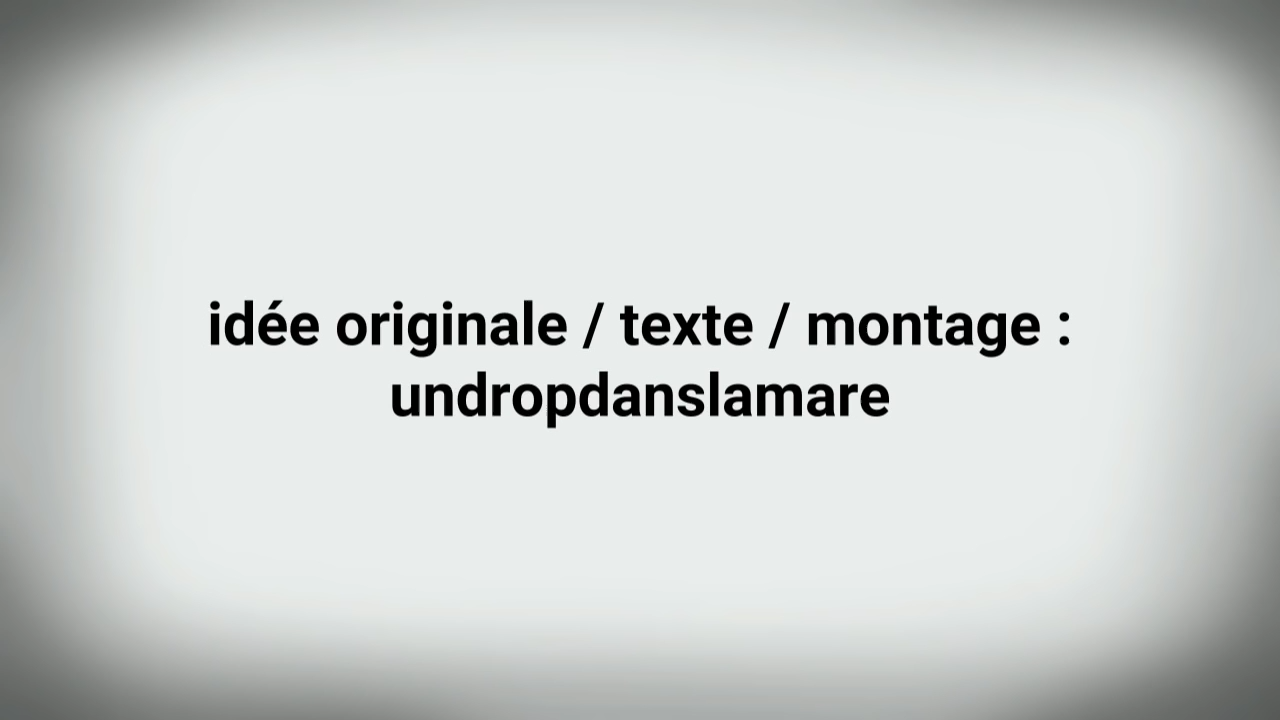 idée originale / texte / montage :
undropdanslamare